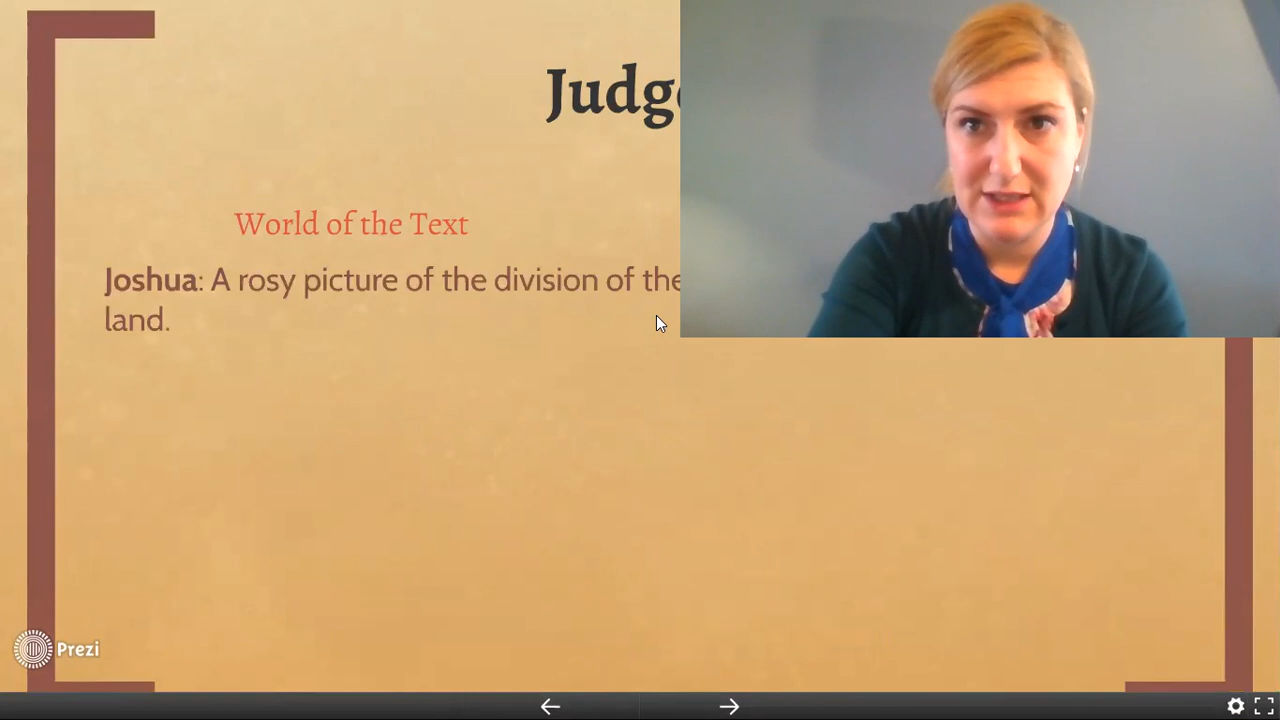 Judg
World of the Text
Joshua: A rosy picture of the division of the
land.
Prezi